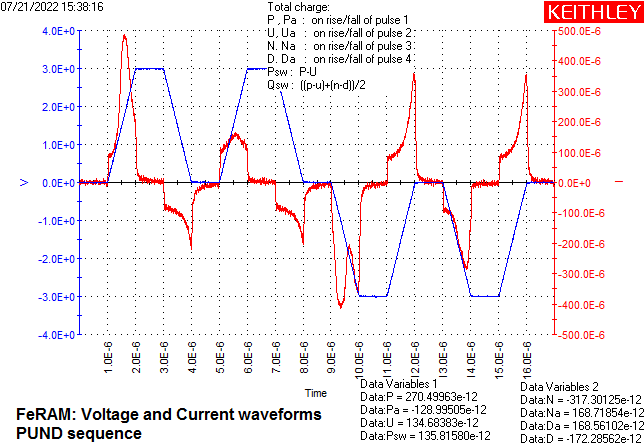 07/21/2022 15:38:16
KEITHLEY
Total charge:
P , Pa : on rise/fall of pulse 1
U, Ua : on rise/fall of pulse 2
N. Na : on rise/fall of pulse 3
D. Da : on rise/fall of pulse 4
Psw : P-U
Qsw : ((p-u)+(n-d))/2
4.0E+0
3.0E+0
2.0E+0
1.0E+0
0.0E+0
-1.0E+0
-2.0E+0
-3.0E+0
-4.0E+0
V
500.0E-6
400.0E-6
300.0E-6
200.0E-6
100.0E-6
0.0E+0
-100.0E-6
-200.0E-6
-300.0E-6
-400.0E-6
-500.0E-6
I
1.0E-6
2.0E-6
3.0E-6
4.0E-6
5.0E-6
6.0E-6
7.0E-6
8.0E-6
9.0E-6
10.0E-6
11.0E-6
12.0E-6
13.0E-6
14.0E-6
15.0E-6
16.0E-6
Time
Data Variables 1
Data:P = 270.49963e-12
Data:Pa = -128.99505e-12
Data:U = 134.68383e-12
Data:Psw = 135.81580e-12
Data Variables 2
Data:N = -317.30125e-12
Data:Na = 168.71854e-12
Data:Da = 168.56102e-12
Data:D = -172.28562e-12
FeRAM: Voltage and Current waveforms
PUND sequence